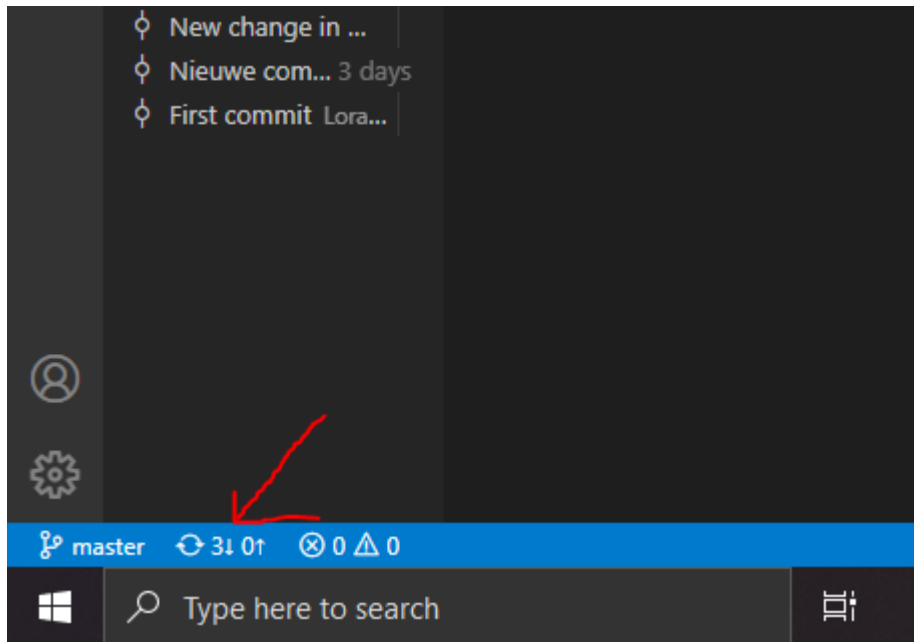 New change in ...
Nieuwe com... 3 days
First commit Lora...
master 3↓ 0↑ 0 0
Type here to search